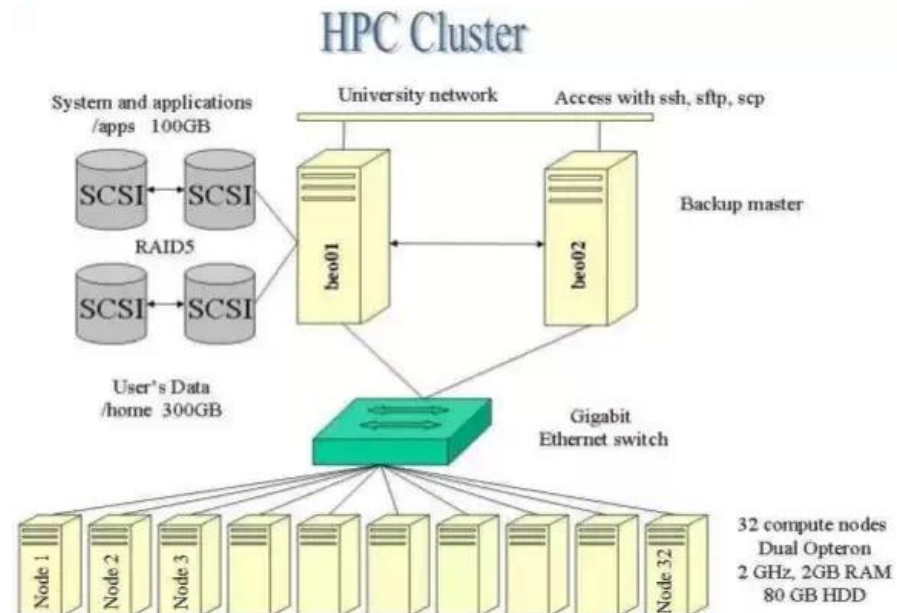 HPC Cluster
University network
Access with ssh, sftp, scp
System and applications
/apps 100GB
SCSI
SCSI
RAID5
SCSI
SCSI
User's Data
/home 300GB
beo01
beo02
Backup master
Gigabit
Ethernet switch
Node 1
Node 2
Node 3
Node 32
32 compute nodes
Dual Opteron
2 GHz, 2GB RAM
80 GB HDD